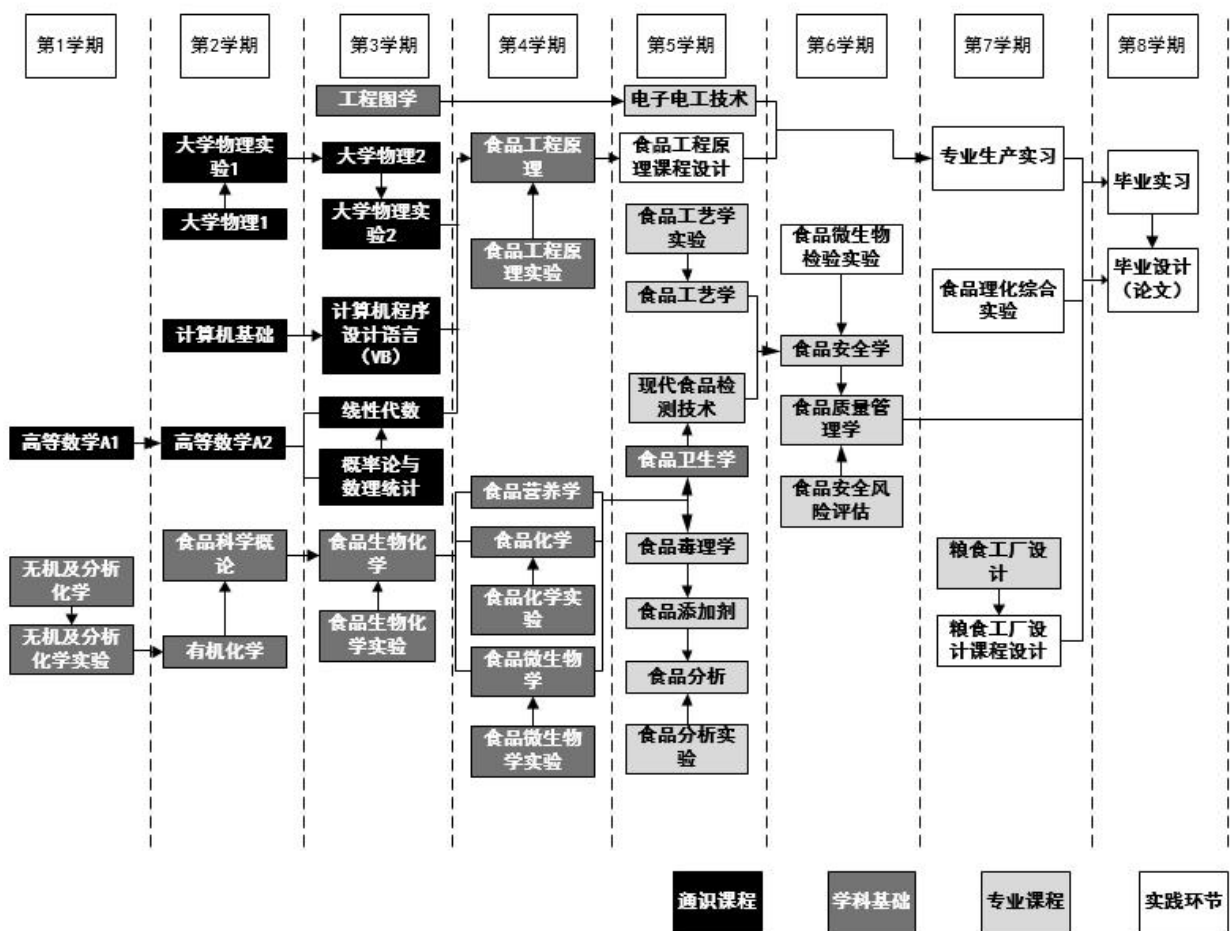 第1学期
第2学期
第3学期
第4学期
第5学期
第6学期
第7学期
第8学期
高等数学A1
无机及分析
化学
无机及分析
化学实验
大学物理实
验1
大学物理1
计算机基础
高等数学A2
食品科学概
论
有机化学
工程图学
大学物理2
大学物理实
验2
计算机程序
设计语言
（VB）
线性代数
概率论与
数理统计
食品生物化
学
食品生物化
学实验
食品工程原
理
食品工程原
理实验
食品营养学
食品化学
食品化学实
验
食品微生物
学
食品微生物
学实验
电子电工技术
食品工程原
理课程设计
食品工艺学
实验
食品工艺学
现代食品检
测技术
食品卫生学
食品毒理学
食品添加剂
食品分析
食品分析实
验
食品微生物
检验实验
食品安全学
食品质量管
理学
食品安全风
险评估
专业生产实习
食品理化综合
实验
粮食工厂设
计
粮食工厂设
计课程设计
毕业实习
毕业设计
（论文）
通识课程
学科基础
专业课程
实践环节